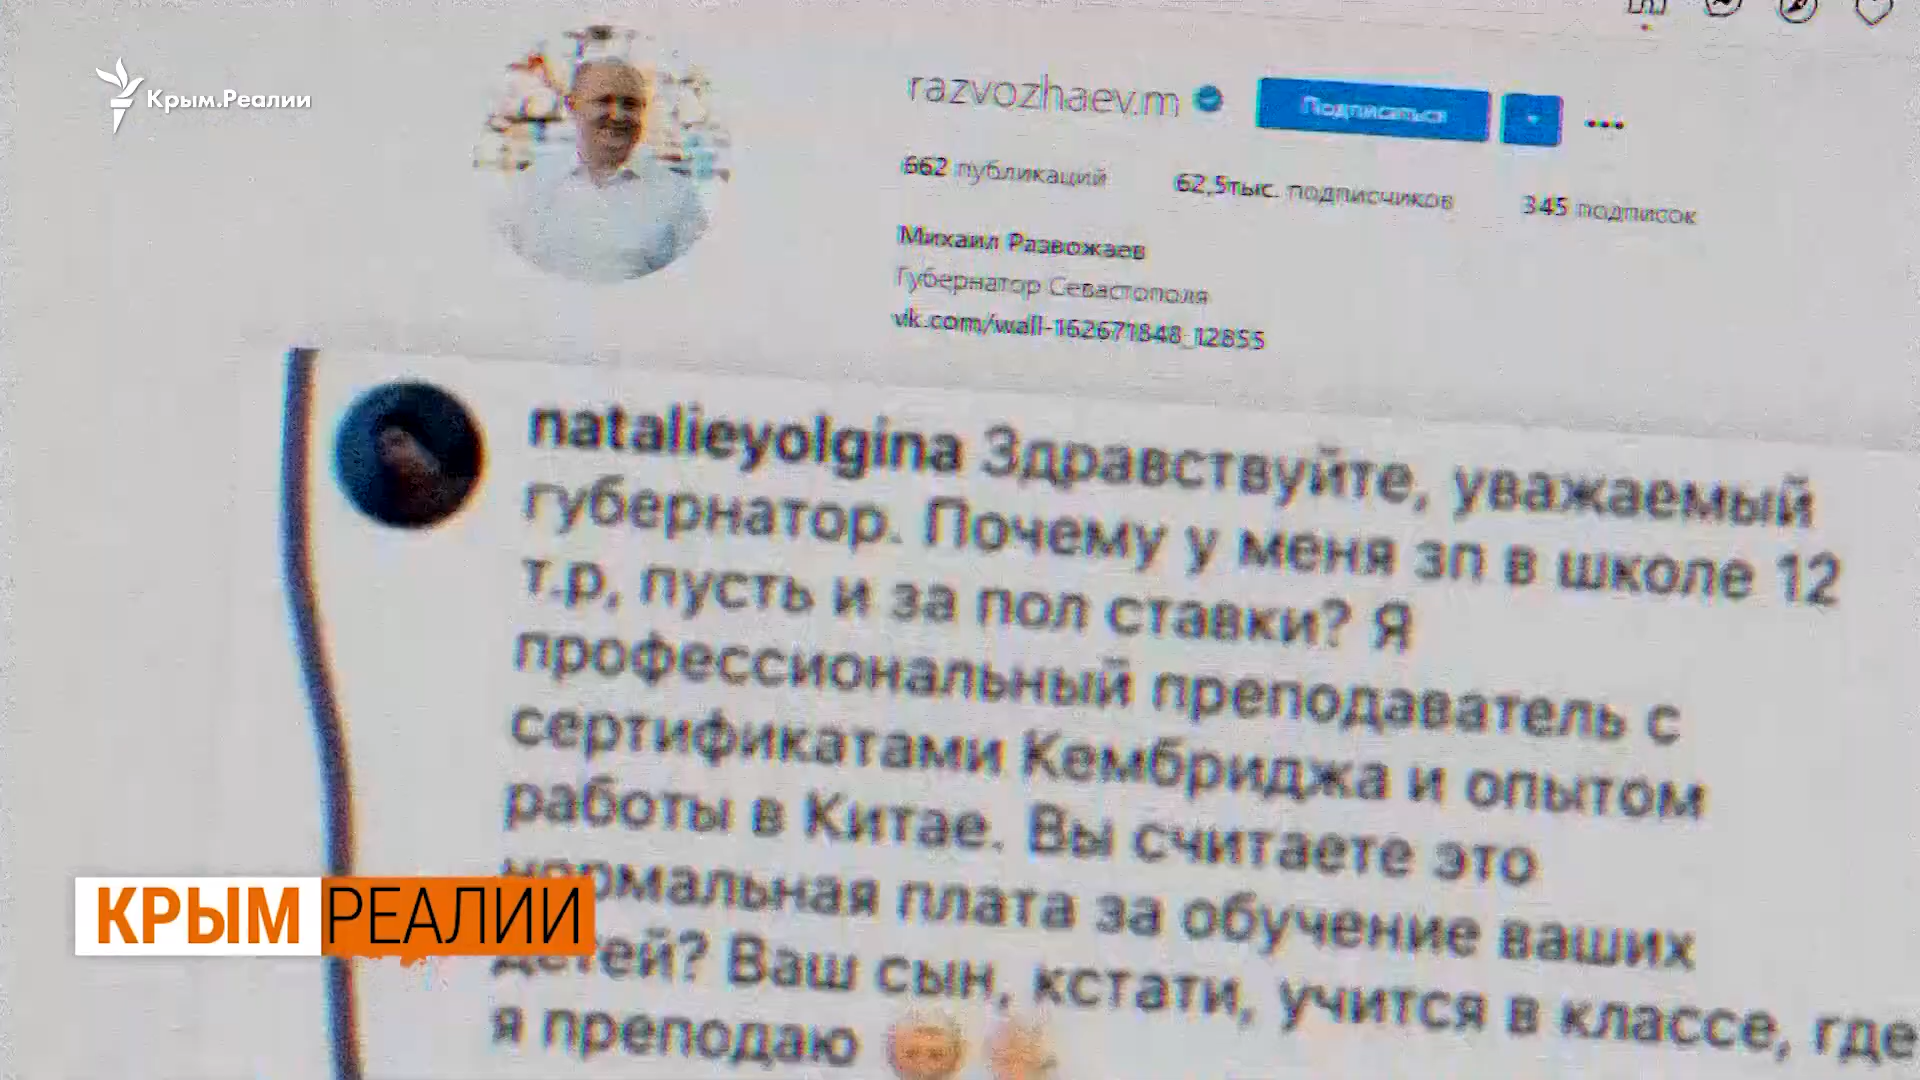 Крым.Реалии
razvozhaev.m
Подписаться
662 публикаций 62,5тыс. подписчиков 345 подписок
Михаил Развожаев
Губернатор Севастополя
vk.com/wall-162671848_12855
natalieyolgina Здравствуйте, уважаемый
губернатор. Почему у меня зп в школе 12
т.р, пусть и за пол ставки? Я
профессиональный преподаватель с
сертификатами Кембриджа и опытом
работы в Китае. Вы считаете это
нормальная плата за обучение ваших
детей? Ваш сын, кстати, учится в классе, где
я преподаю
КРЫМ РЕАЛИИ